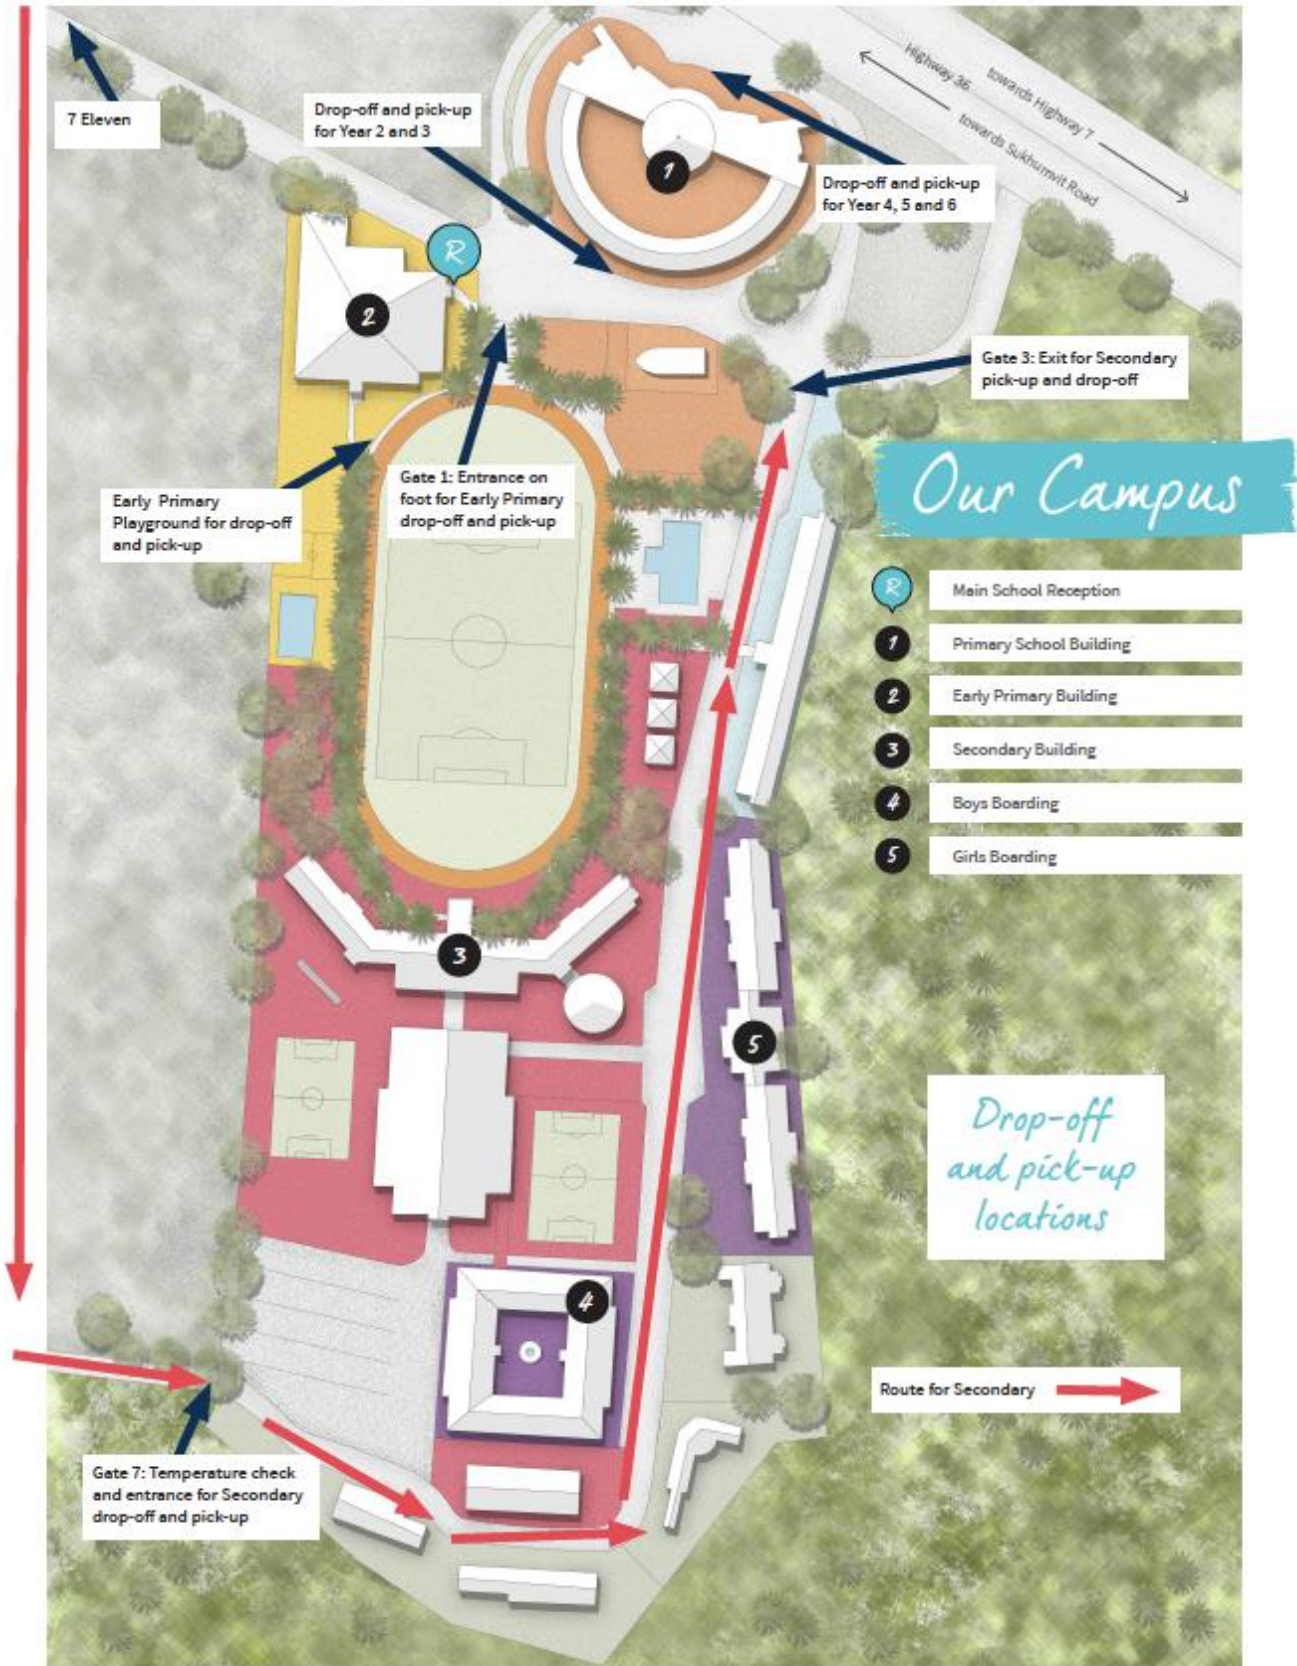 7 Eleven
Drop-off and pick-up
for Year 2 and 3
Highway 36
towards Highway 7
towards Sukhumvit Road
1
Drop-off and pick-up
for Year 4, 5 and 6
R
2
Gate 3: Exit for Secondary
pick-up and drop-off
Early Primary
Playground for drop-off
and pick-up
Gate 1: Entrance on
foot for Early Primary
drop-off and pick-up
Our Campus
R Main School Reception
1 Primary School Building
2 Early Primary Building
3 Secondary Building
4 Boys Boarding
5 Girls Boarding
3
5
Drop-off
and pick-up
locations
4
Route for Secondary
Gate 7: Temperature check
and entrance for Secondary
drop-off and pick-up